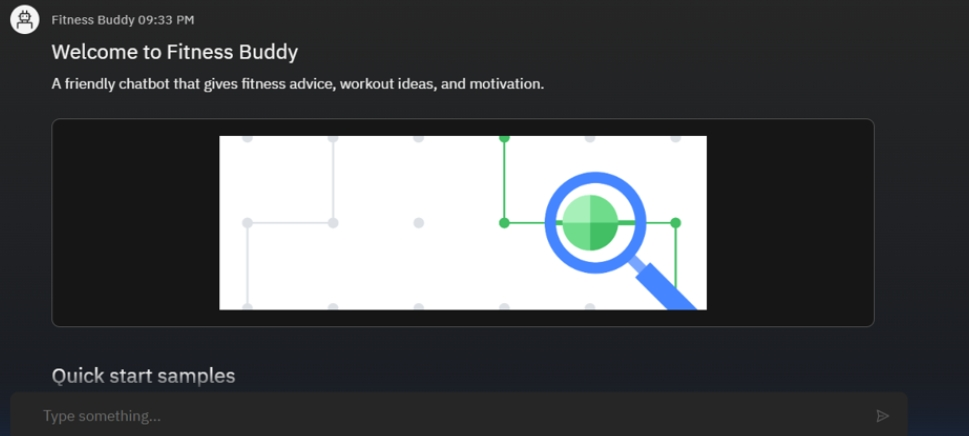 Fitness Buddy 09:33 PM
Welcome to Fitness Buddy
A friendly chatbot that gives fitness advice, workout ideas, and motivation.
Quick start samples
Type something...